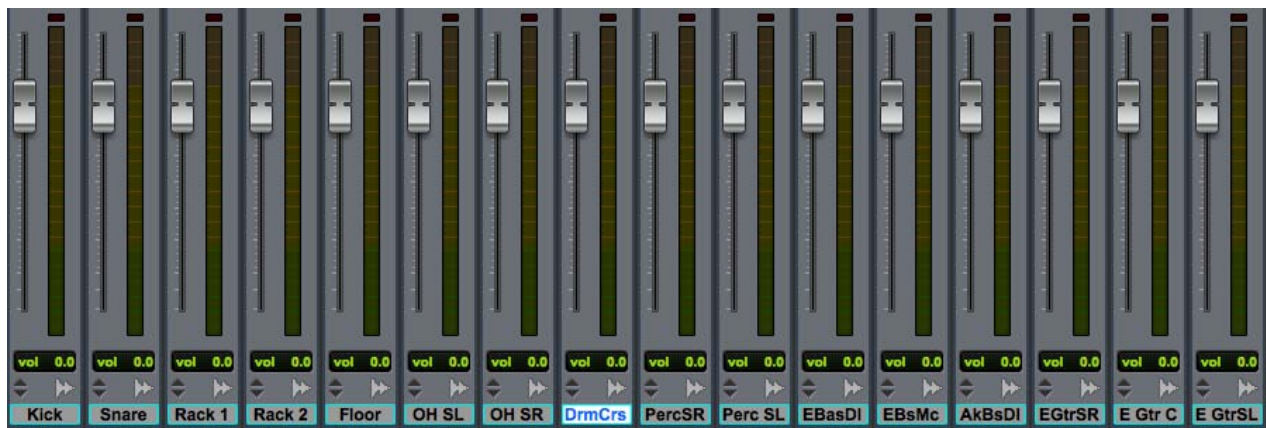 vol 0.0 vol 0.0 vol 0.0 vol 0.0 vol 0.0 vol 0.0 vol 0.0 vol 0.0 vol 0.0 vol 0.0 vol 0.0 vol 0.0 vol 0.0 vol 0.0 vol 0.0 vol 0.0
Kick Snare Rack 1 Rack 2 Floor OH SL OH SR DrmCrs PercSR Perc SL EBasDI EBsMc AkBsDI EGtrSR E Gtr C E GtrSL